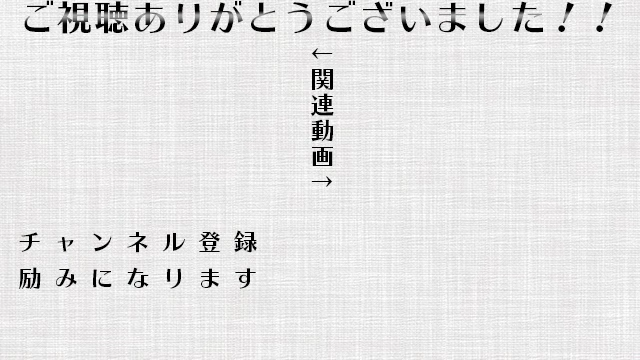 ご視聴ありがとうございました！！
←関連動画→
チャンネル登録
励みになります